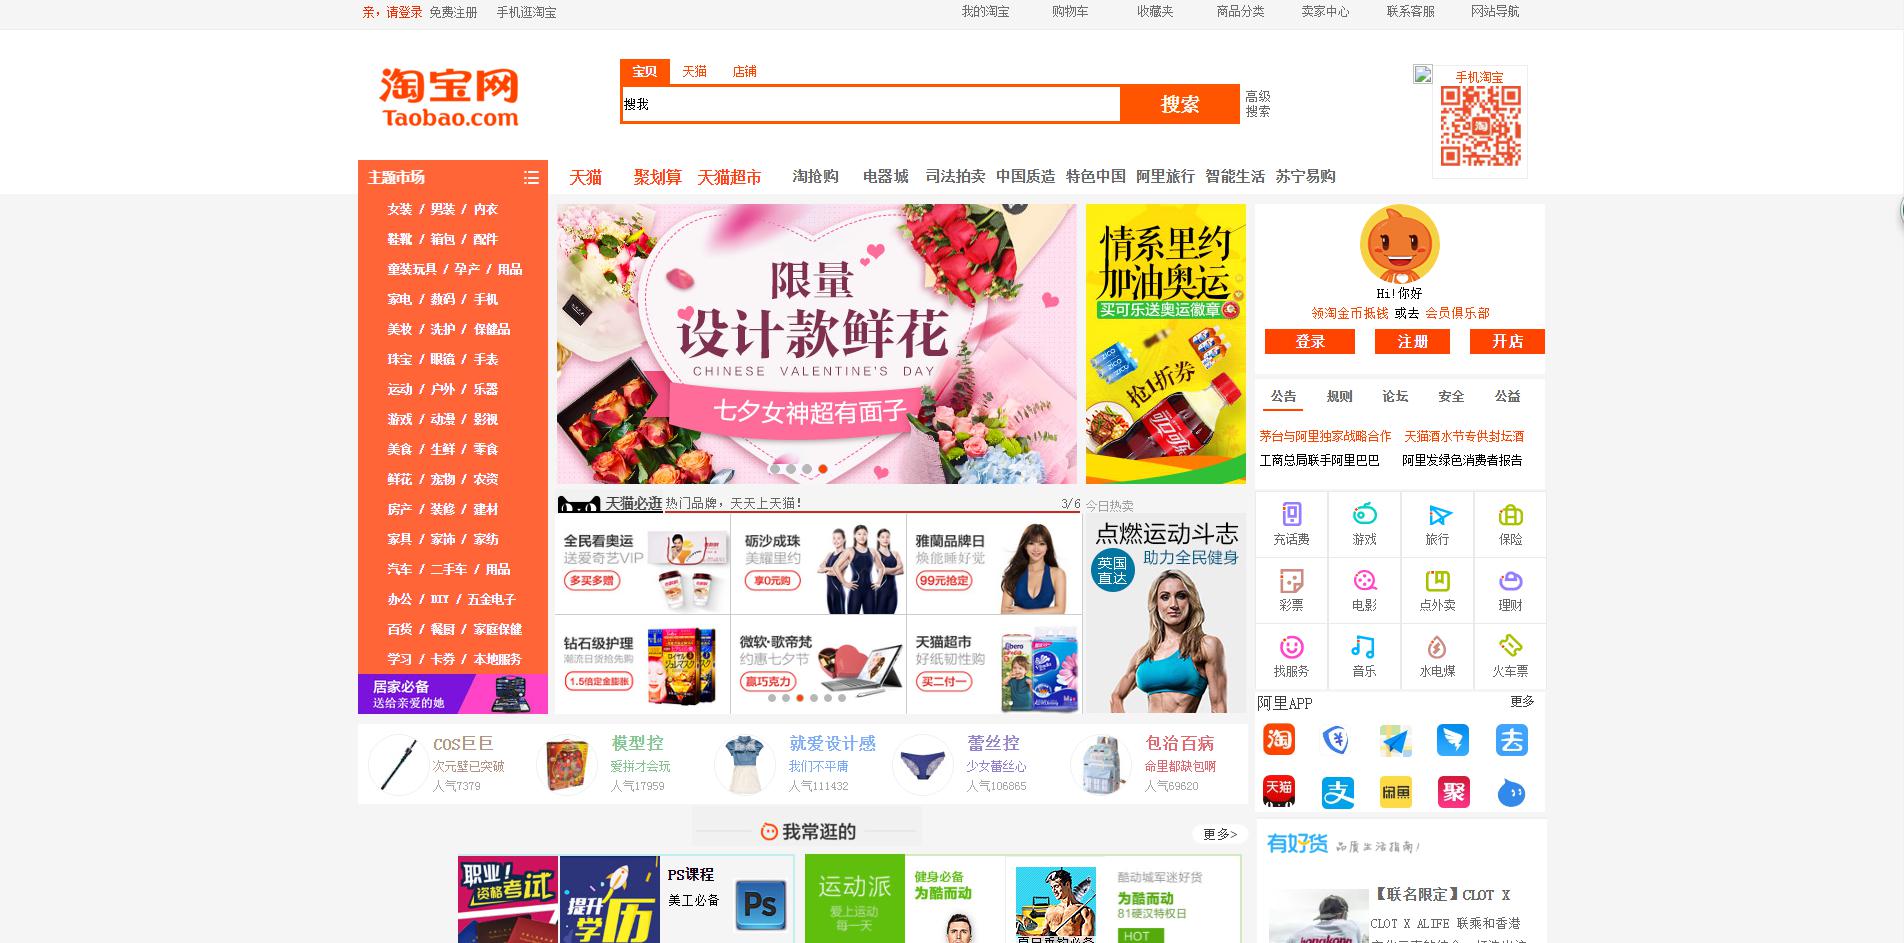 亲，请登录 免费注册 手机逛淘宝
我的淘宝 购物车 收藏夹 商品分类 卖家中心 联系客服 网站导航
淘宝网
Taobao.com
宝贝 天猫 店铺
搜我
搜索
高级
搜索
手机淘宝
主题市场
天猫 聚划算 天猫超市 淘抢购 电器城 司法拍卖 中国质造 特色中国 阿里旅行 智能生活 苏宁易购
女装 / 男装 / 内衣
鞋靴 / 箱包 / 配件
童装玩具 / 孕产 / 用品
家电 / 数码 / 手机
美妆 / 洗护 / 保健品
珠宝 / 眼镜 / 手表
运动 / 户外 / 乐器
游戏 / 动漫 / 影视
美食 / 生鲜 / 零食
鲜花 / 宠物 / 农资
房产 / 装修 / 建材
家具 / 家饰 / 家纺
汽车 / 二手车 / 用品
办公 / DIY / 五金电子
百货 / 餐厨 / 家庭保健
学习 / 卡券 / 本地服务
居家必备
送给亲爱的她
限量
设计款鲜花
CHINESE VALENTINE'S DAY
七夕女神超有面子
情系里约
加油奥运
买可乐送奥运徽章
抢1折券
Hi!你好
领淘金币抵钱 或去 会员俱乐部
登录 注册 开店
公告 规则 论坛 安全 公益
茅台与阿里独家战略合作 天猫酒水节专供封坛酒
工商总局联手阿里巴巴 阿里发绿色消费者报告
天猫必逛 热门品牌，天天上天猫! 3/6
今日热卖
全民看奥运
送爱奇艺VIP
多买多赠
砺沙成珠
美耀里约
享0元购
雅蘭品牌日
焕能睡好觉
99元抢定
钻石级护理
潮流日货抢先购
1.5倍定金膨胀
微软·歌帝梵
约惠七夕节
赢巧克力
天猫超市
好纸韧性购
买二付一
点燃运动斗志
助力全民健身
英国
直达
充话费 游戏 旅行 保险
彩票 电影 点外卖 理财
找服务 音乐 水电煤 火车票
阿里APP 更多
淘
去
天猫
支
闲鱼
聚
COS巨巨
次元壁已突破
人气7379
模型控
爱拼才会玩
人气17959
就爱设计感
我们不平庸
人气111432
蕾丝控
少女蕾丝心
人气106865
包治百病
命里都缺包啊
人气69620
我常逛的
更多>
有好货 品质生活指南!
职业!
资格考试
提升
学历
PS课程
美工必备
Ps
运动派
爱上运动
每一天
健身必备
为酷而动
酷动城军迷好货
为酷而动
81硬汉特权日
HOT
【联名限定】CLOT X
CLOT X ALIFE 联乘和香港